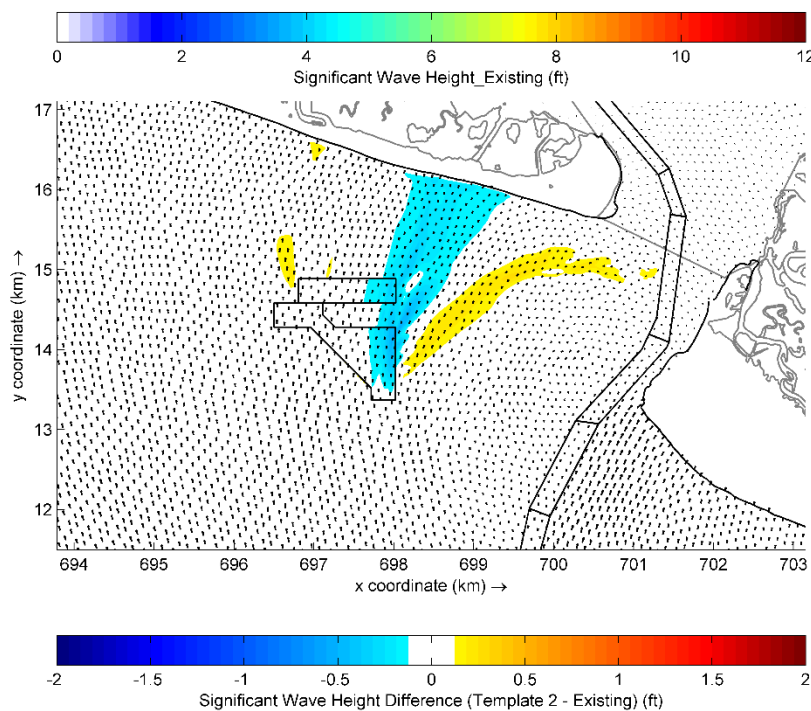 0 2 4 6 8 10 12
Significant Wave Height_Existing (ft)
17
16
15
14
13
12
y coordinate (km) →
694 695 696 697 698 699 700 701 702 703
x coordinate (km) →
-2 -1.5 -1 -0.5 0 0.5 1 1.5 2
Significant Wave Height Difference (Template 2 - Existing) (ft)